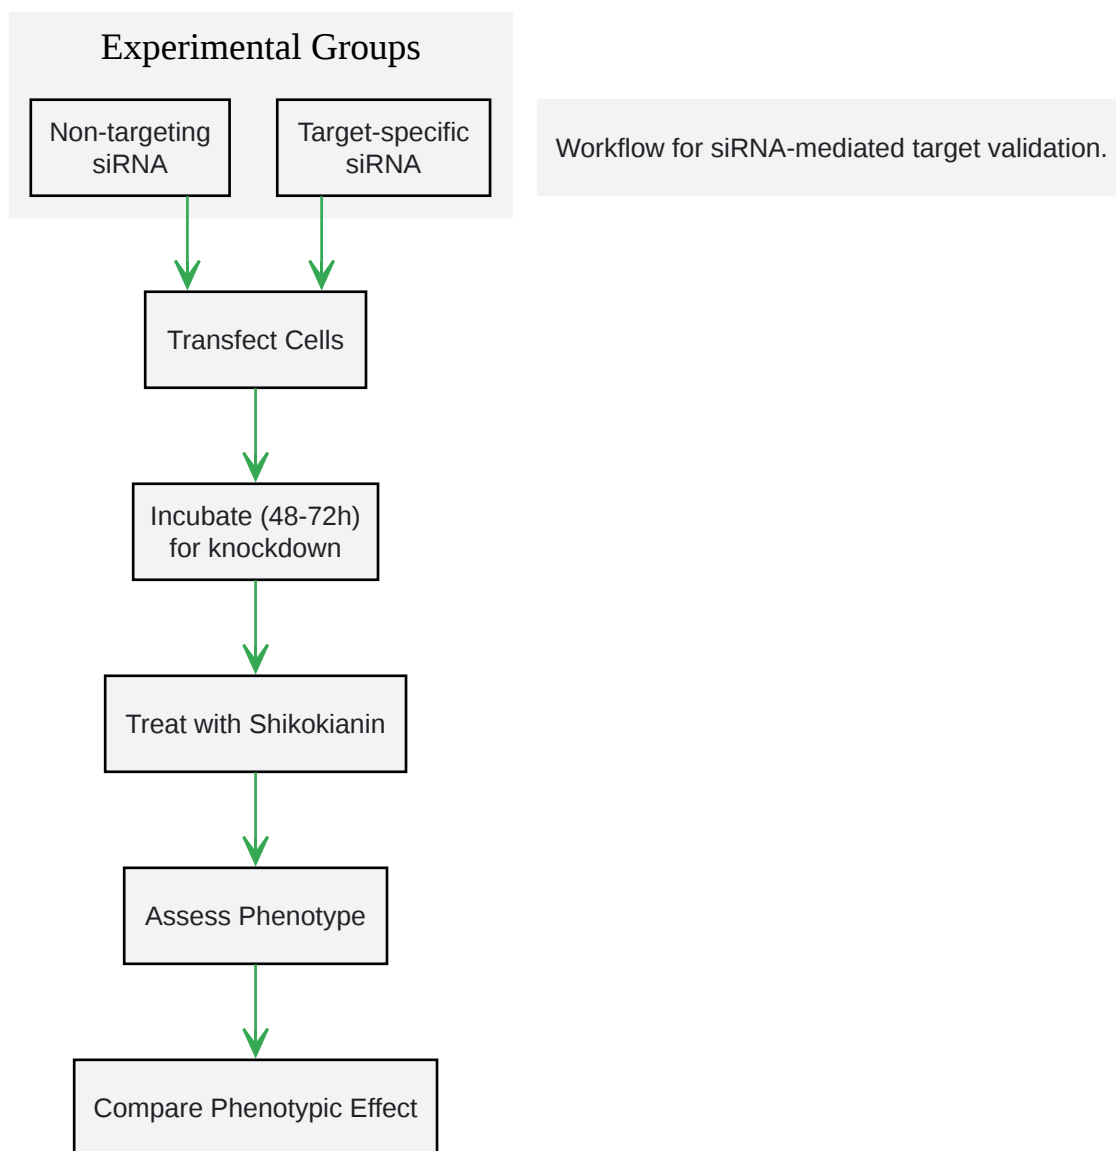 Experimental Groups
Non-targeting
siRNA
Target-specific
siRNA
Workflow for siRNA-mediated target validation.
Transfect Cells
Incubate (48-72h)
for knockdown
Treat with Shikokianin
Assess Phenotype
Compare Phenotypic Effect